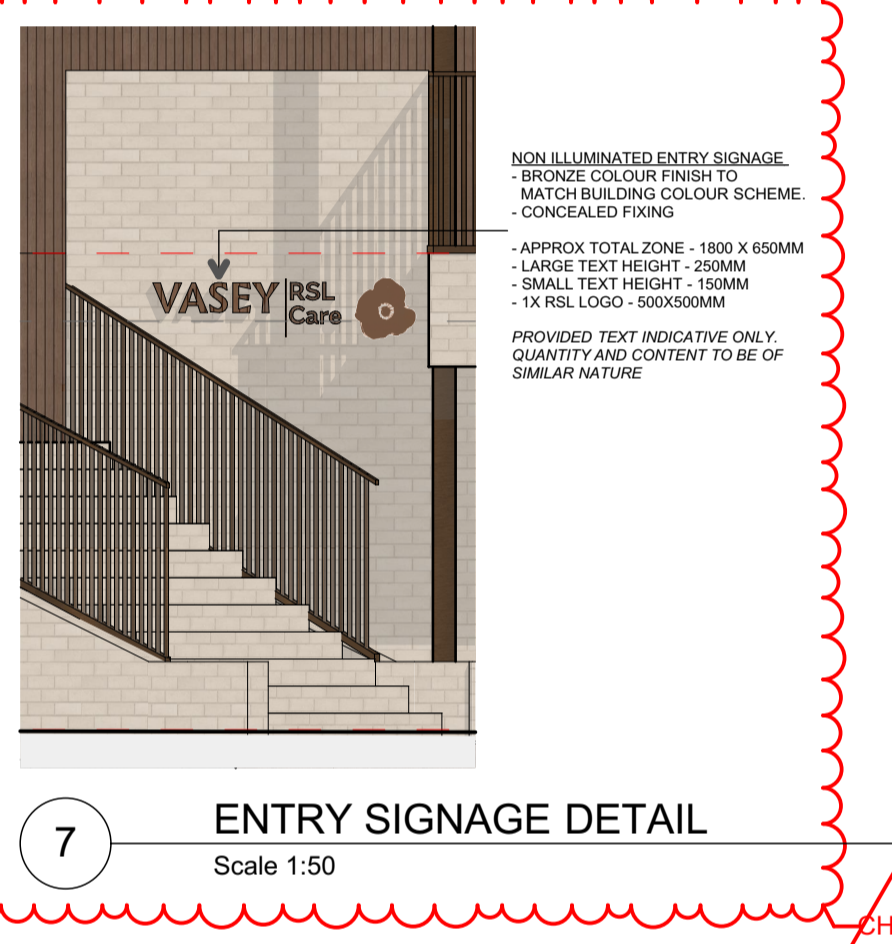 NON ILLUMINATED ENTRY SIGNAGE
- BRONZE COLOUR FINISH TO
MATCH BUILDING COLOUR SCHEME.
- CONCEALED FIXING
- APPROX TOTAL ZONE - 1800 X 650MM
- LARGE TEXT HEIGHT - 250MM
- SMALL TEXT HEIGHT - 150MM
- 1X RSL LOGO - 500X500MM
PROVIDED TEXT INDICATIVE ONLY.
QUANTITY AND CONTENT TO BE OF
SIMILAR NATURE
VASEY RSL
Care
7
ENTRY SIGNAGE DETAIL
Scale 1:50
CH